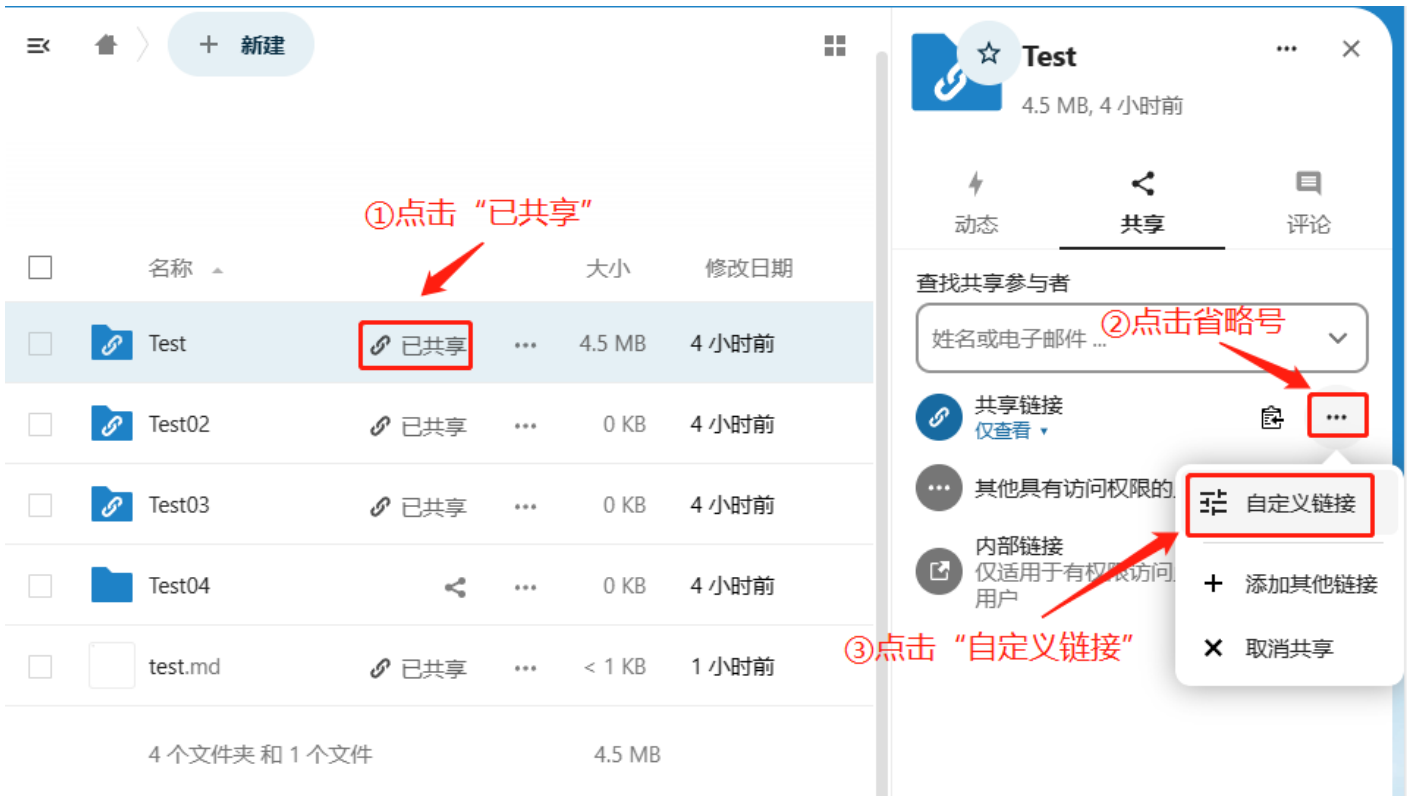 新建
①点击“已共享”
名称 大小 修改日期
Test 已共享 4.5 MB 4 小时前
Test02 已共享 0 KB 4 小时前
Test03 已共享 0 KB 4 小时前
Test04 0 KB 4 小时前
test.md 已共享 < 1 KB 1 小时前
4 个文件夹 和 1 个文件 4.5 MB
Test
4.5 MB, 4 小时前
动态 共享 评论
查找共享参与者
姓名或电子邮件 ...
②点击省略号
共享链接
仅查看
其他具有访问权限的
内部链接
仅适用于有权限访问
用户
自定义链接
添加其他链接
取消共享
③点击“自定义链接”